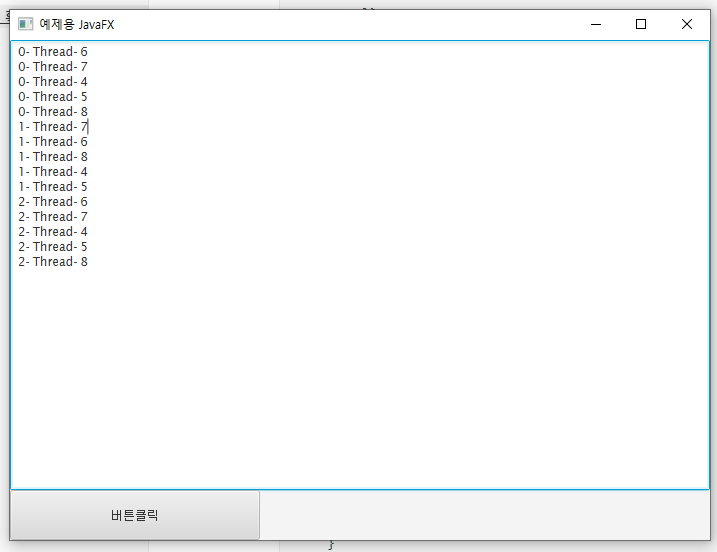 예제용 JavaFX
0- Thread- 6
0- Thread- 7
0- Thread- 4
0- Thread- 5
0- Thread- 8
1- Thread- 7
1- Thread- 6
1- Thread- 8
1- Thread- 4
1- Thread- 5
2- Thread- 6
2- Thread- 7
2- Thread- 4
2- Thread- 5
2- Thread- 8
버튼클릭
}